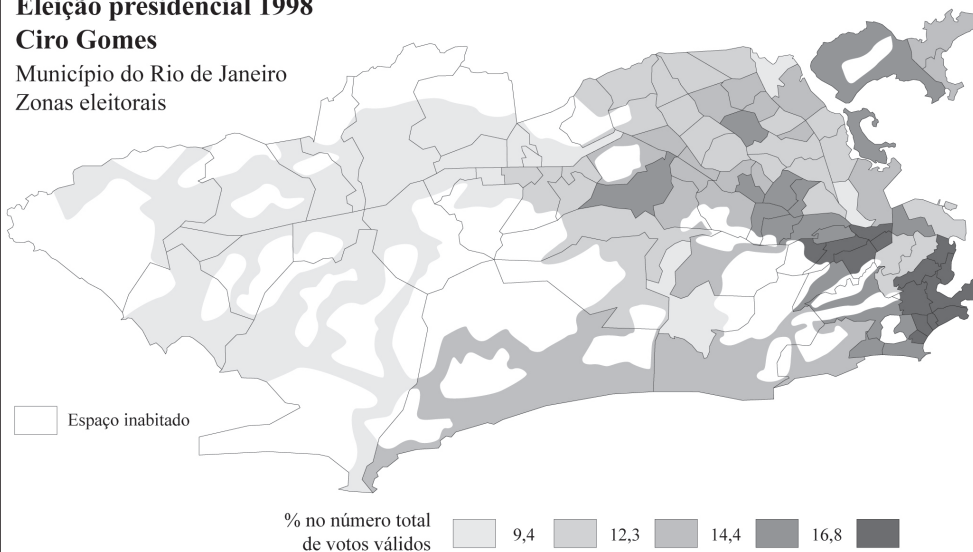 Eleição presidencial 1998
Ciro Gomes
Município do Rio de Janeiro
Zonas eleitorais
Espaço inabitado
% no número total
de votos válidos
9,4 12,3 14,4 16,8